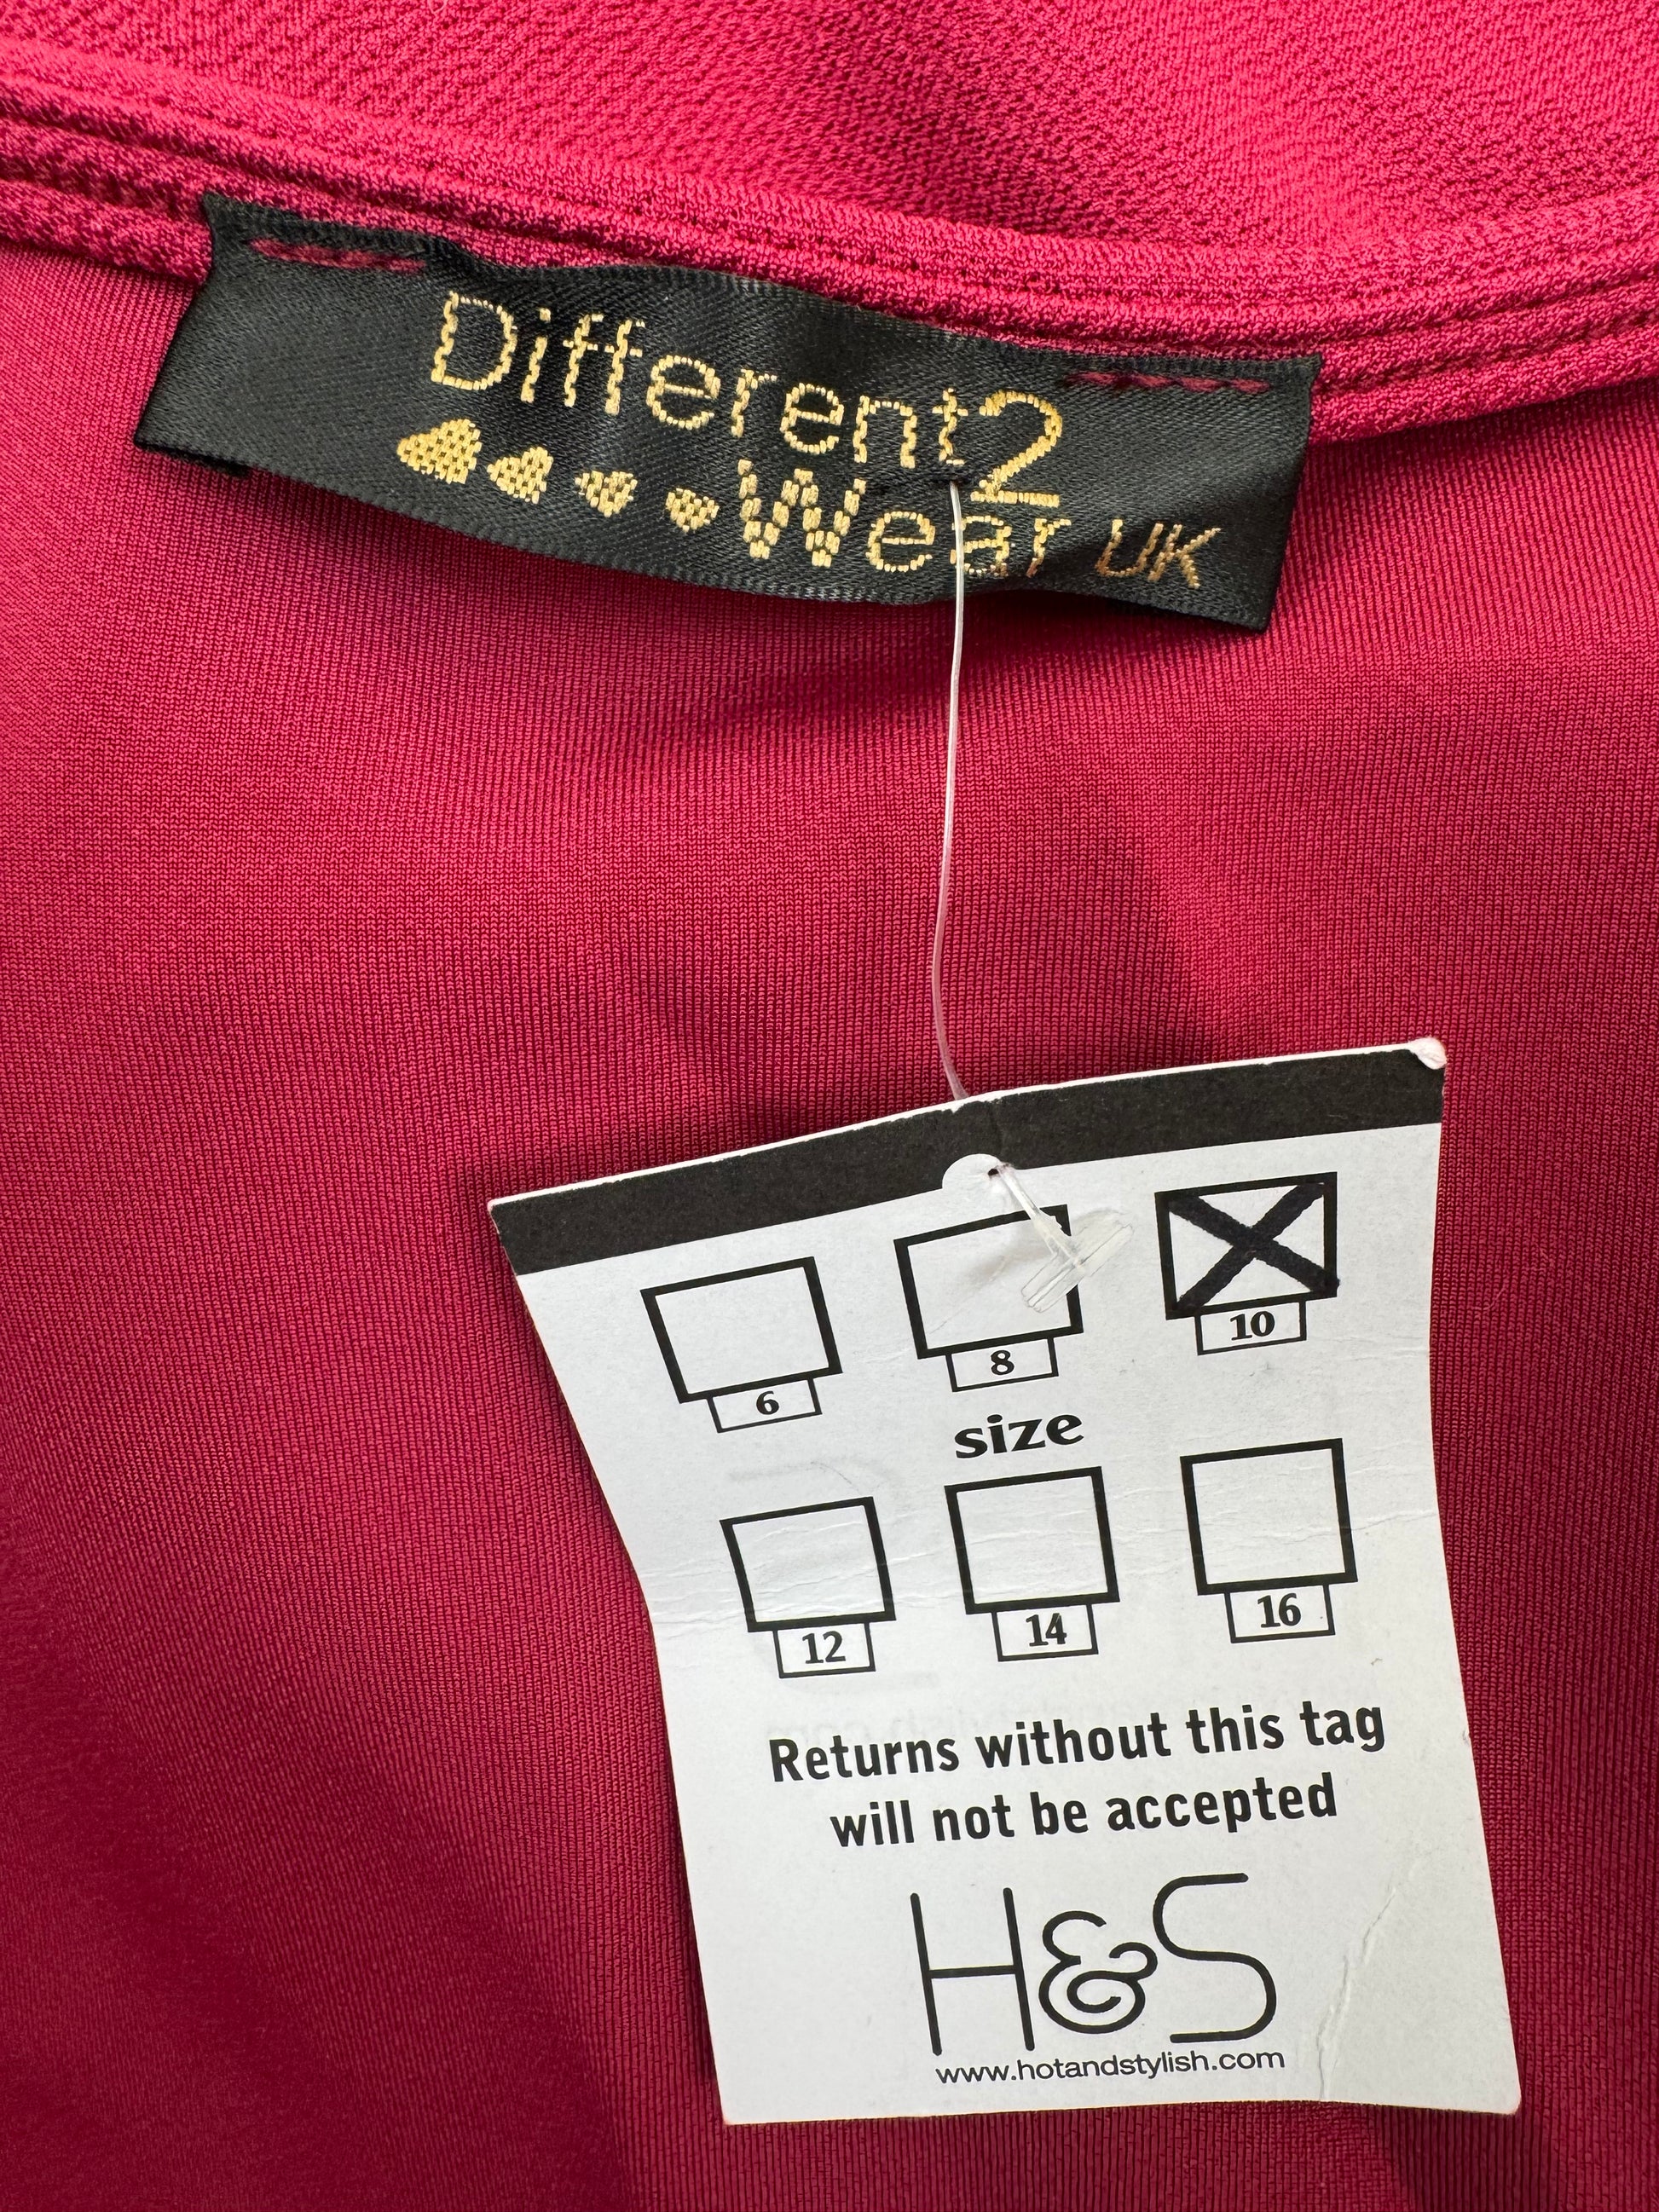 Different2
Wear UK
6
8
10
size
12
14
16
Returns without this tag
will not be accepted
H&S
www.hotandstylish.com